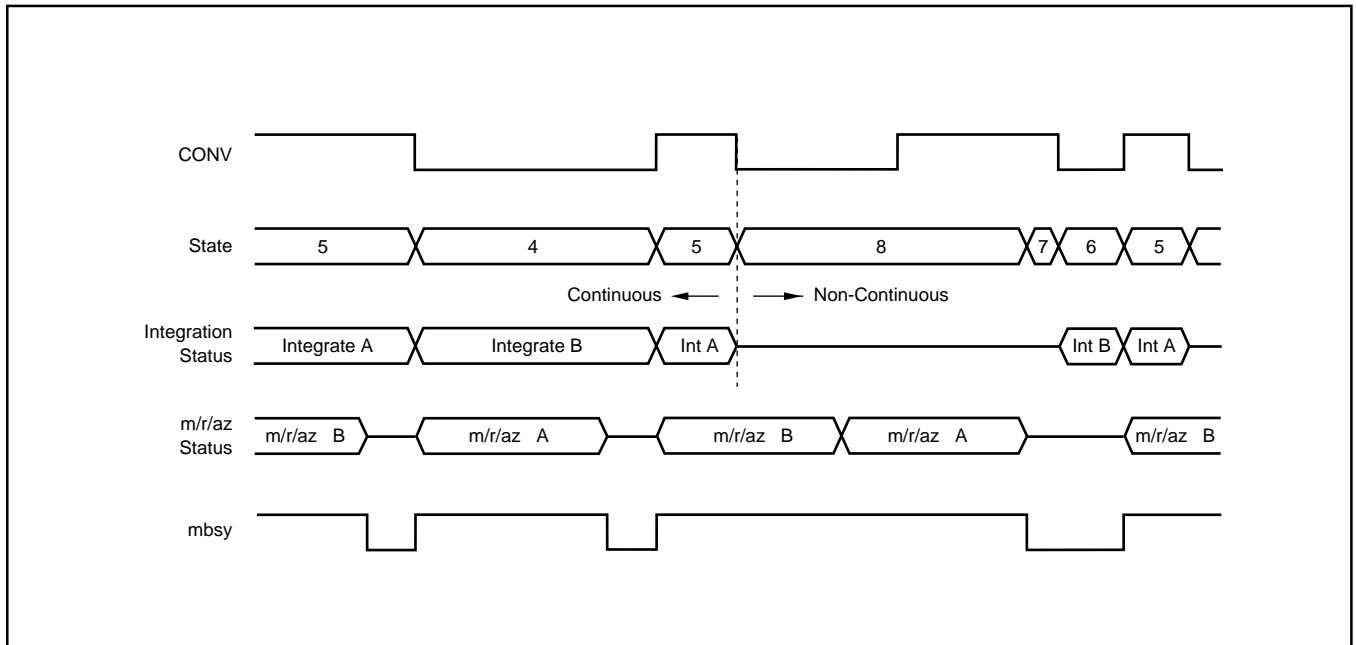 CONV
State
5 4 5 8 7 6 5
Continuous Non-Continuous
Integration
Status
Integrate A Integrate B Int A Int B Int A
m/r/az
Status
m/r/az B m/r/az A m/r/az B m/r/az A m/r/az B
mbsy